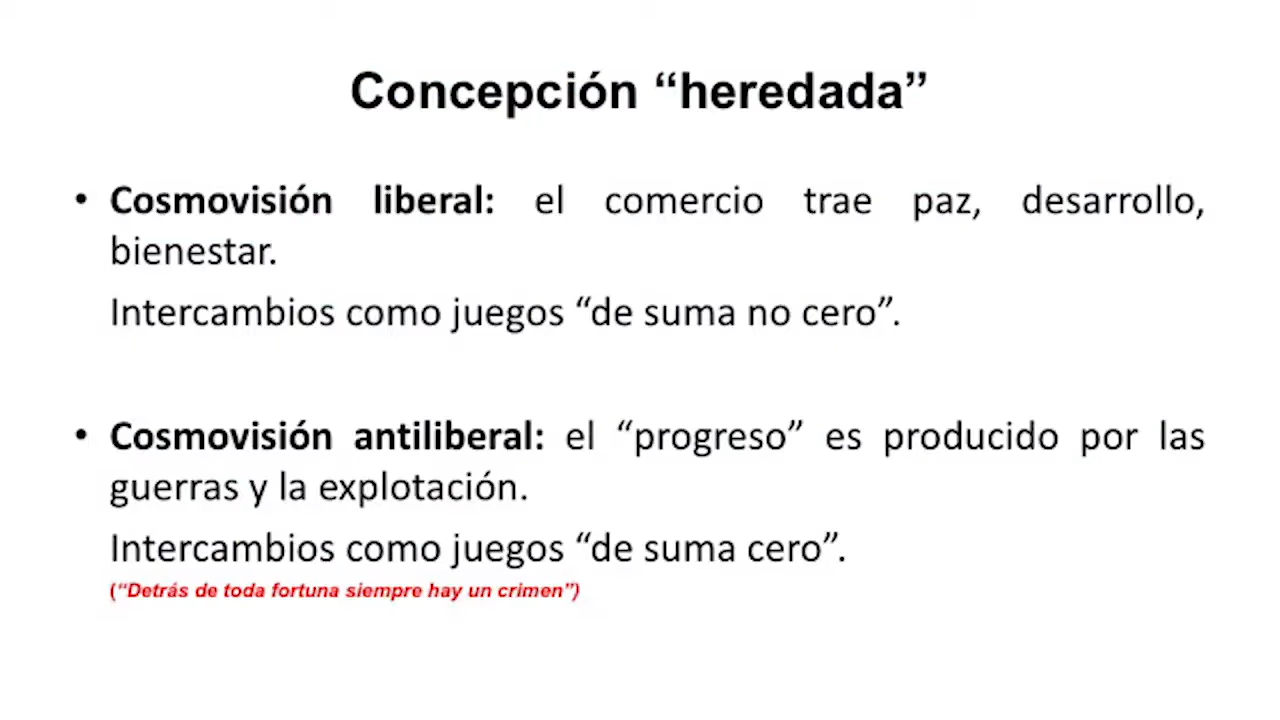 Concepción “heredada”
• Cosmovisión liberal: el comercio trae paz, desarrollo,
bienestar.
Intercambios como juegos “de suma no cero”.
• Cosmovisión antiliberal: el “progreso” es producido por las
guerras y la explotación.
Intercambios como juegos “de suma cero”.
(“Detrás de toda fortuna siempre hay un crimen”)